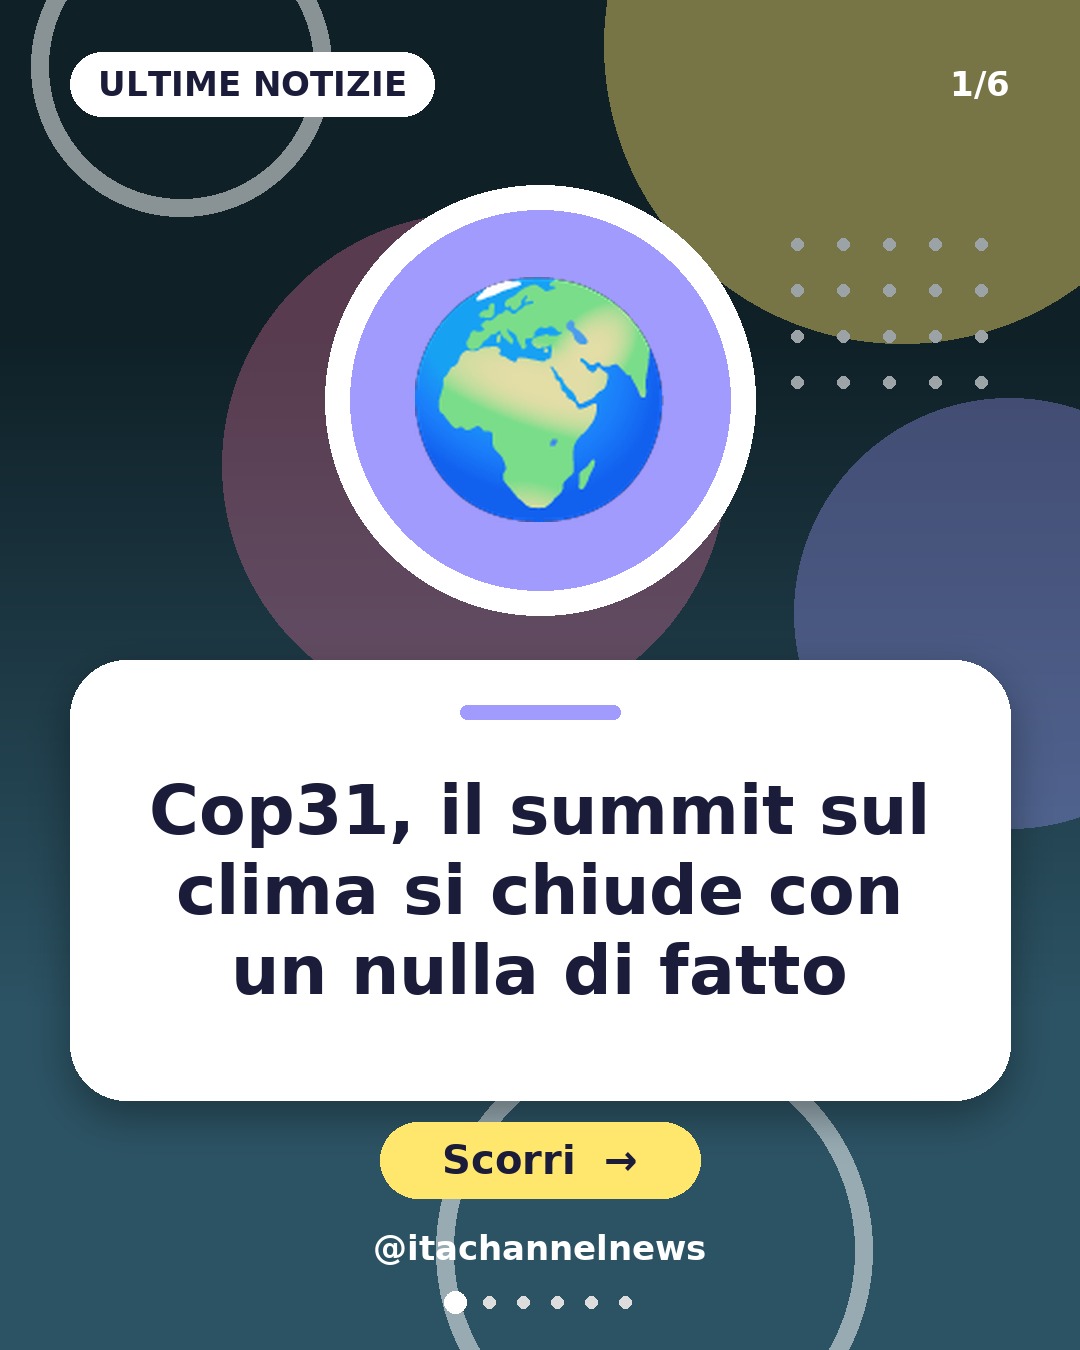 ULTIME NOTIZIE
1/6
Cop31, il summit sul
clima si chiude con
un nulla di fatto
Scorri →
@itachannelnews